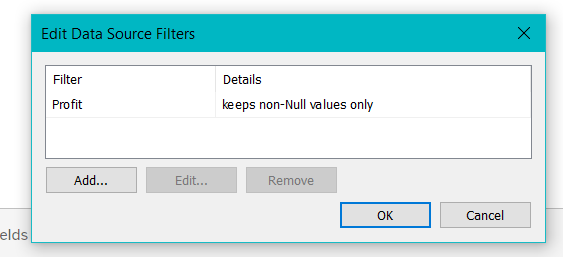 Edit Data Source Filters
Filter Details
Profit keeps non-Null values only
Add... Edit... Remove
OK Cancel
elds